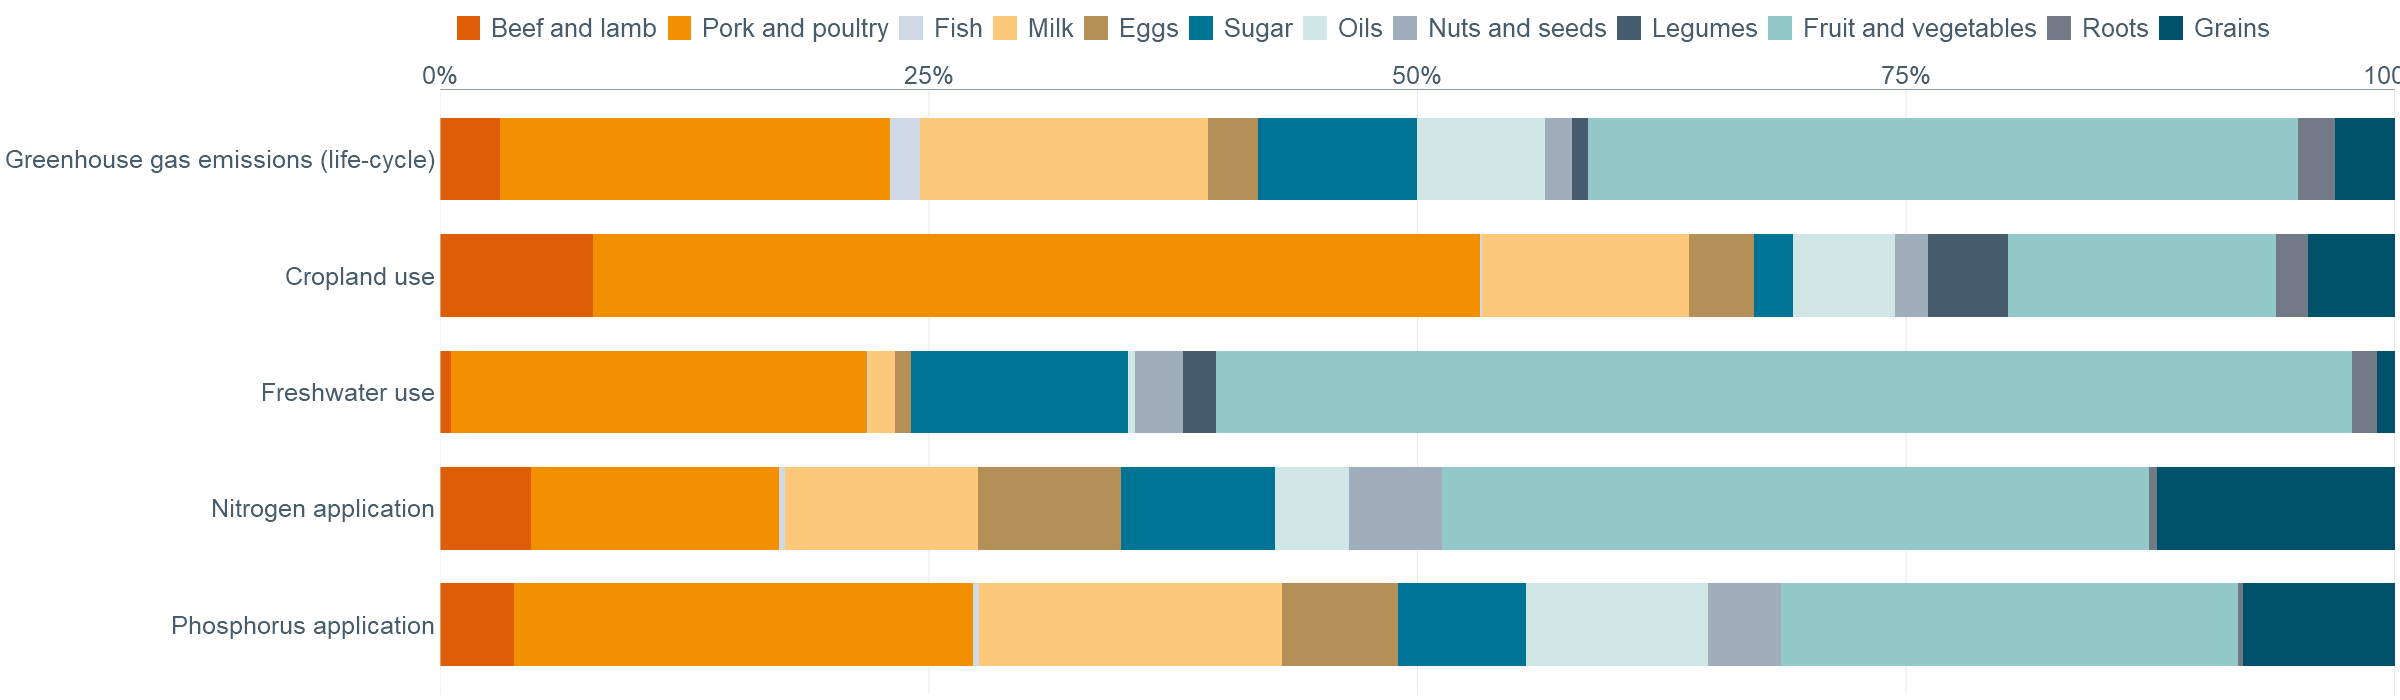 Beef and lamb Pork and poultry Fish Milk Eggs Sugar Oils Nuts and seeds Legumes Fruit and vegetables Roots Grains
0% 25% 50% 75% 100
Greenhouse gas emissions (life-cycle)
Cropland use
Freshwater use
Nitrogen application
Phosphorus application